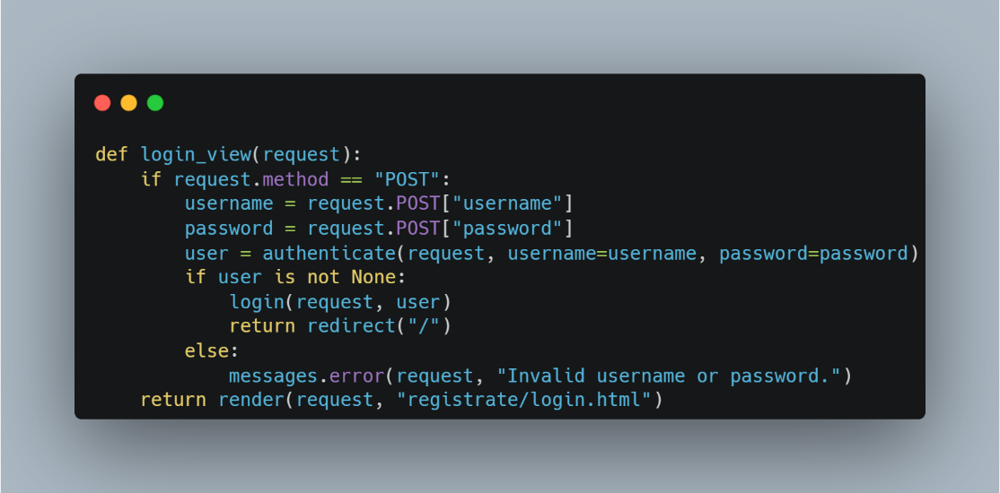 def login_view(request):
    if request.method == "POST":
        username = request.POST["username"]
        password = request.POST["password"]
        user = authenticate(request, username=username, password=password)
        if user is not None:
            login(request, user)
            return redirect("/")
        else:
            messages.error(request, "Invalid username or password.")
    return render(request, "registrate/login.html")